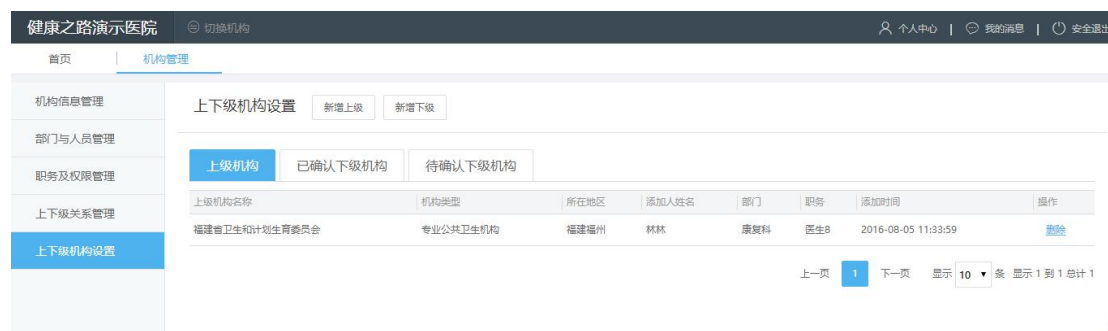 健康之路演示医院 切换机构 个人中心 | 我的消息 | 安全退出
首页 机构管理
机构信息管理
部门与人员管理
职务及权限管理
上下级关系管理
上下级机构设置
上下级机构设置 新增上级 新增下级
上级机构 已确认下级机构 待确认下级机构
上级机构名称 机构类型 所在地区 添加人姓名 部门 职务 添加时间 操作
福建省卫生和计划生育委员会 专业公共卫生机构 福建福州 林林 康复科 医生8 2016-08-05 11:33:59 删除
上一页 1 下一页 显示 10 条 显示 1 到 1 总计 1